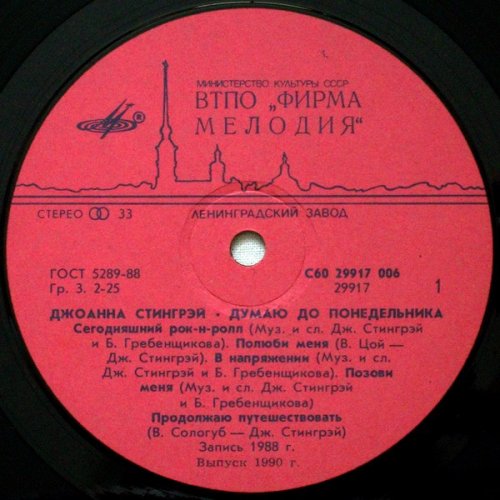 МИНИСТЕРСТВО КУЛЬТУРЫ СССР
ВТПО „ФИРМА
МЕЛОДИЯ“
®
СТЕРЕО 33
ЛЕНИНГРАДСКИЙ ЗАВОД
ГОСТ 5289-88
Гр. 3. 2-25
С60 29917 006
29917
1
ДЖОАННА СТИНГРЭЙ · ДУМАЮ ДО ПОНЕДЕЛЬНИКА
Сегодняшний рок-н-ролл (Муз. и сл. Дж. Стингрэй
и Б. Гребенщикова). Полюби меня (В. Цой —
Дж. Стингрэй). В напряжении (Муз. и сл.
Дж. Стингрэй и Б. Гребенщикова). Позови
меня (Муз. и сл. Дж. Стингрэй
и Б. Гребенщикова)
Продолжаю путешествовать
(В. Сологуб — Дж. Стингрэй)
Запись 1988 г.
Выпуск 1990 г.